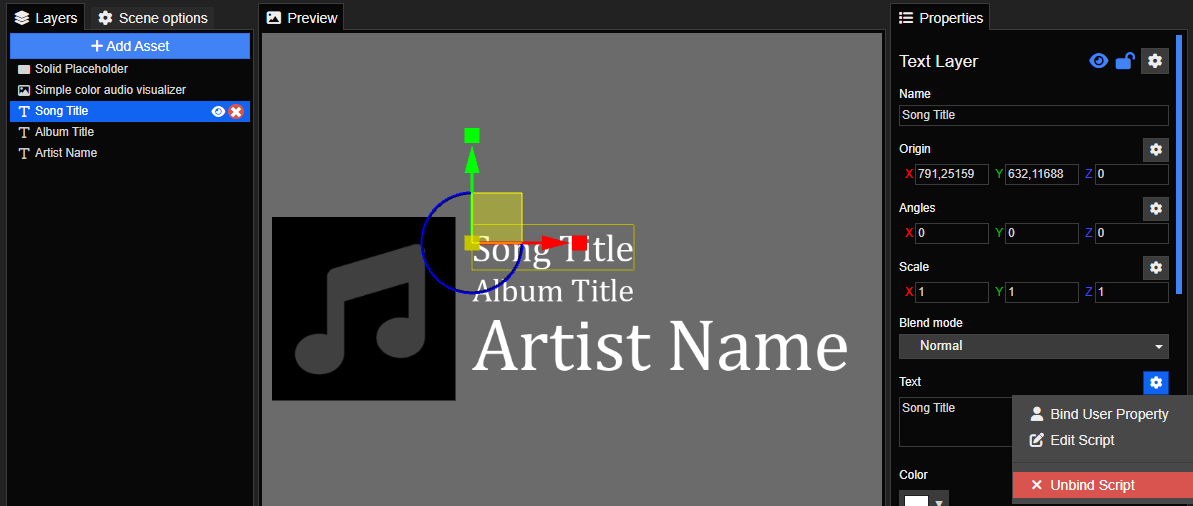 Layers
Scene options
Add Asset
Solid Placeholder
Simple color audio visualizer
Song Title
Album Title
Artist Name
Preview
Song Title
Album Title
Artist Name
Properties
Text Layer
Name
Song Title
Origin
X 791,25159 Y 632,11688 Z 0
Angles
X 0 Y 0 Z 0
Scale
X 1 Y 1 Z 1
Blend mode
Normal
Text
Song Title
Bind User Property
Edit Script
Unbind Script
Color